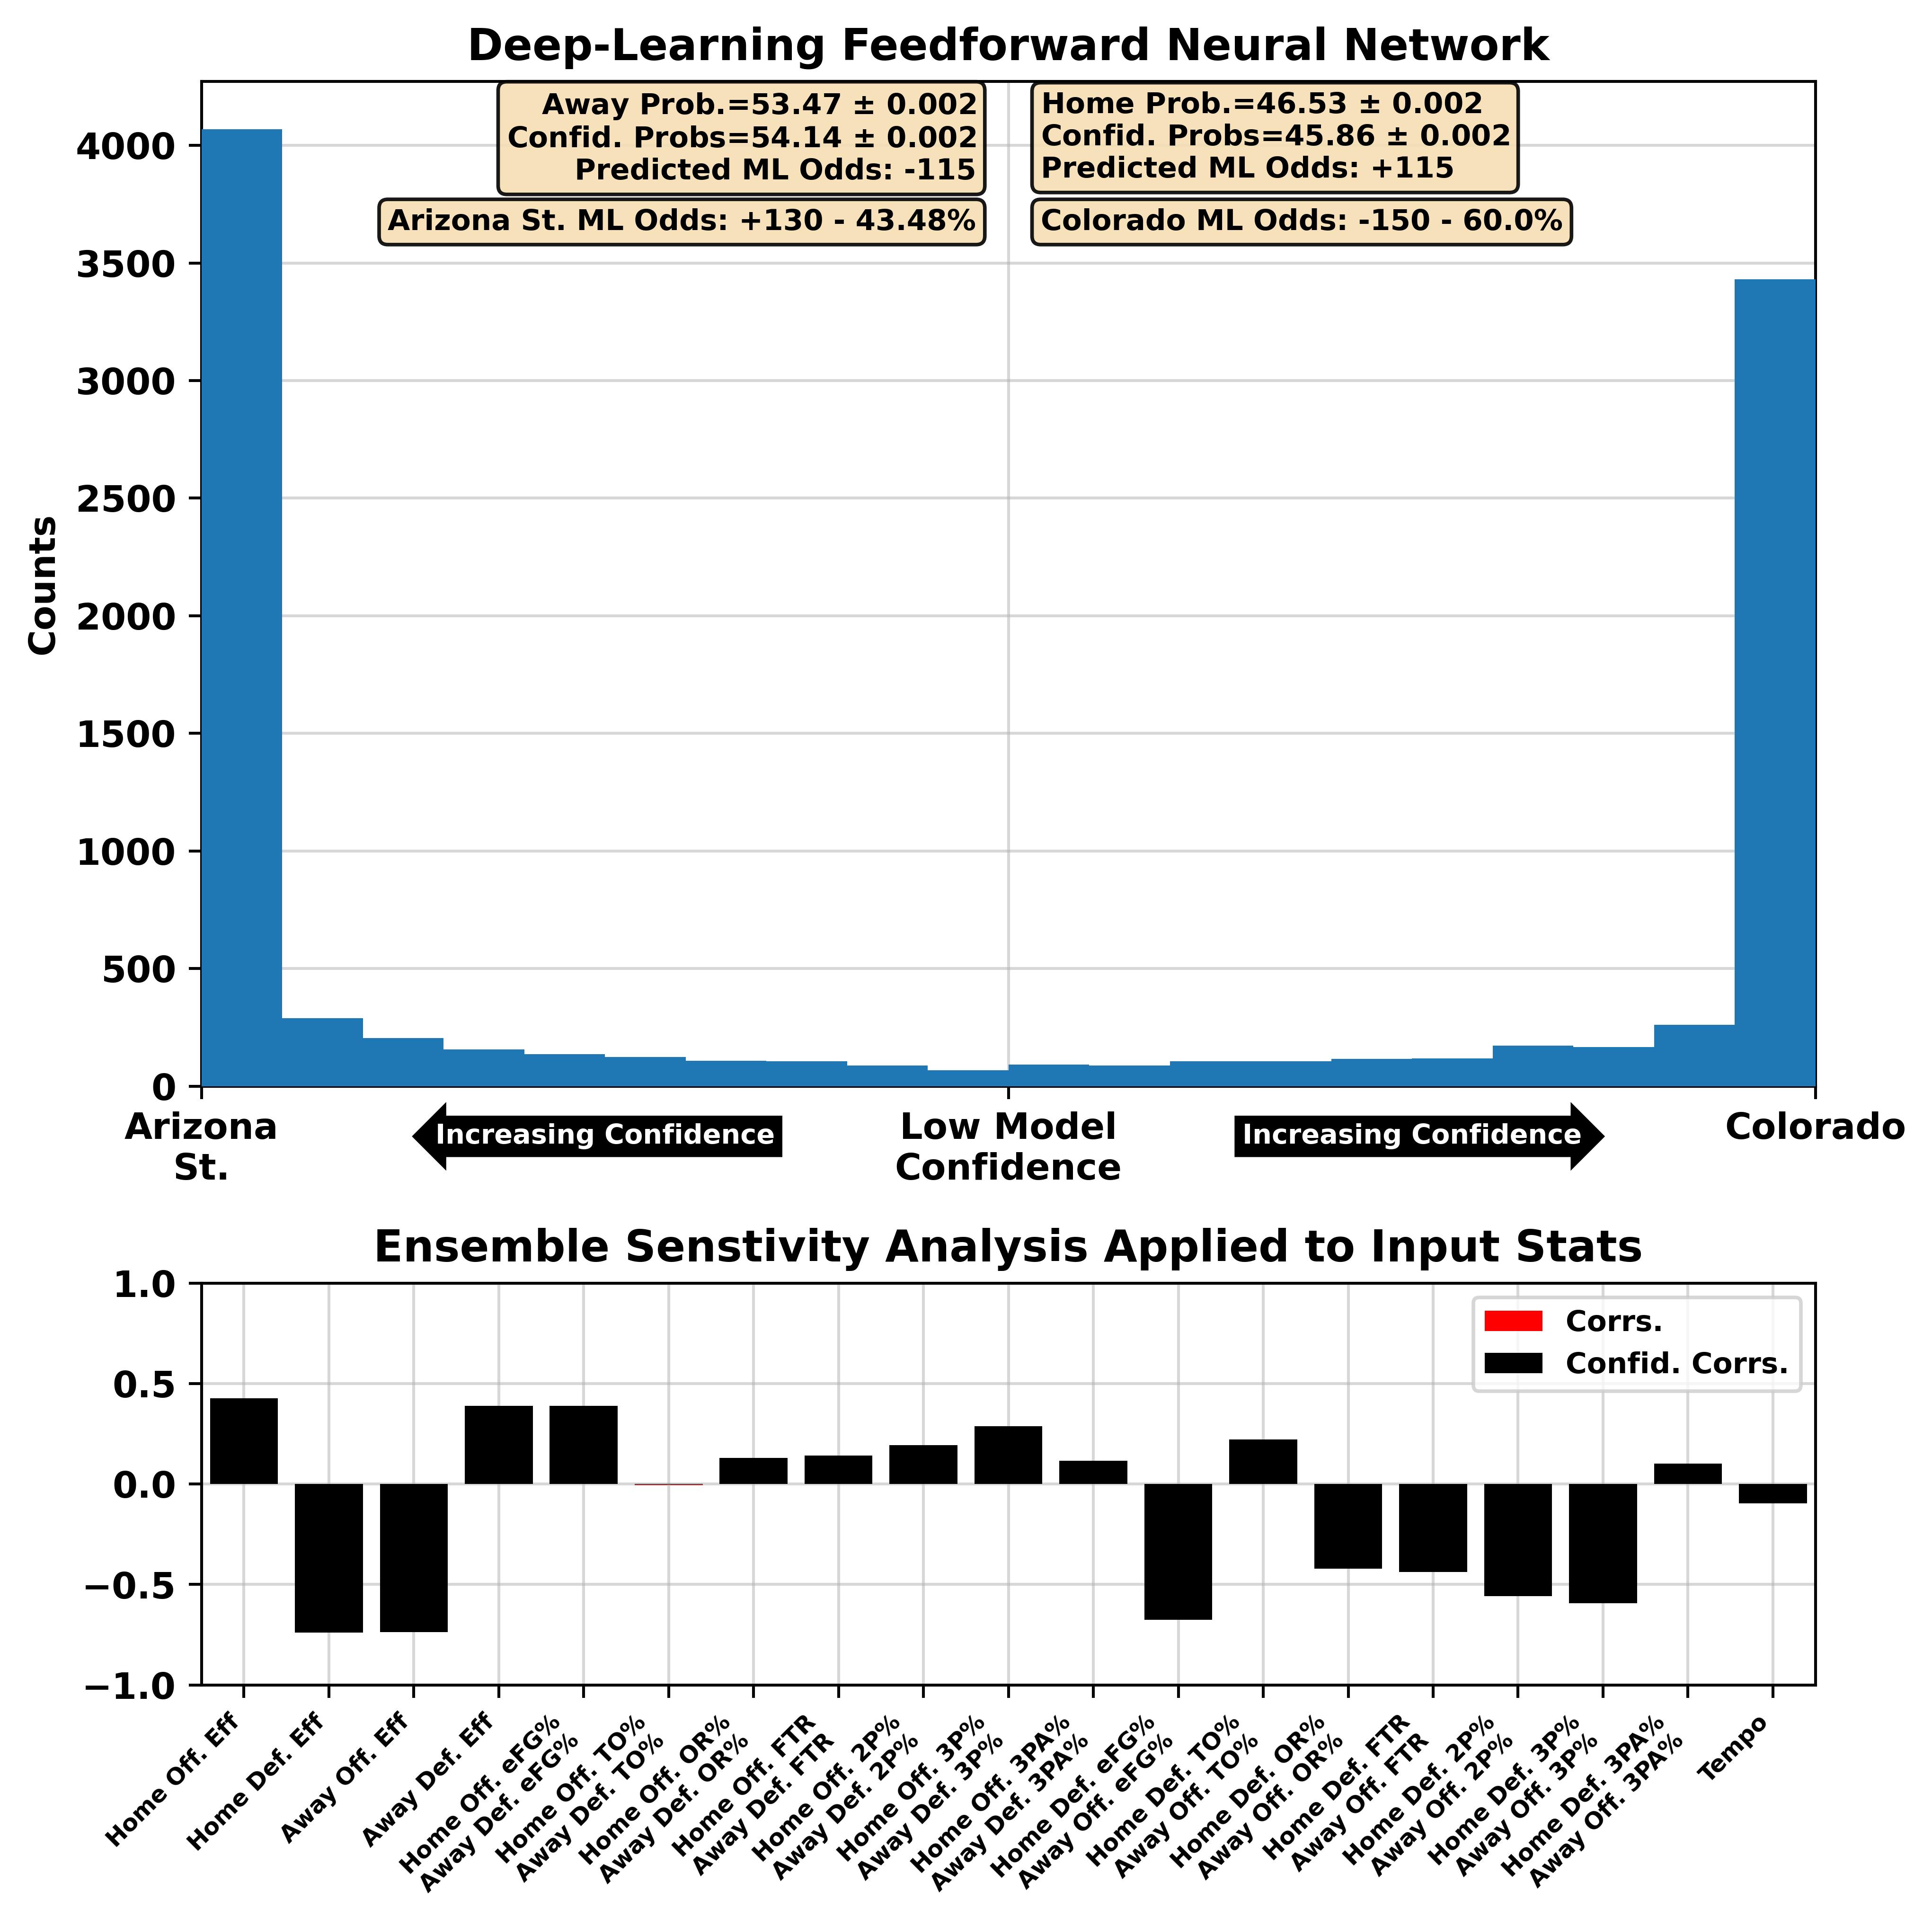 Deep-Learning Feedforward Neural Network
Away Prob.=53.47 ± 0.002
Confid. Probs=54.14 ± 0.002
Predicted ML Odds: -115
Home Prob.=46.53 ± 0.002
Confid. Probs=45.86 ± 0.002
Predicted ML Odds: +115
Arizona St. ML Odds: +130 - 43.48%
Colorado ML Odds: -150 - 60.0%
4000
3500
3000
2500
2000
1500
1000
500
0
Counts
Arizona
St.
Increasing Confidence
Low Model
Confidence
Increasing Confidence
Colorado
Ensemble Senstivity Analysis Applied to Input Stats
1.0
0.5
0.0
−0.5
−1.0
Corrs.
Confid. Corrs.
Home Off. Eff
Home Def. Eff
Away Off. Eff
Away Def. Eff
Home Off. eFG%
Away Def. eFG%
Home Off. TO%
Away Def. TO%
Home Off. OR%
Away Def. OR%
Home Off. FTR
Away Def. FTR
Home Off. 2P%
Away Def. 2P%
Home Off. 3P%
Away Def. 3P%
Home Off. 3PA%
Away Def. 3PA%
Home Def. eFG%
Away Off. eFG%
Home Def. TO%
Away Off. TO%
Home Def. OR%
Away Off. OR%
Home Def. FTR
Away Off. FTR
Home Def. 2P%
Away Off. 2P%
Home Def. 3P%
Away Off. 3P%
Home Def. 3PA%
Away Off. 3PA%
Tempo